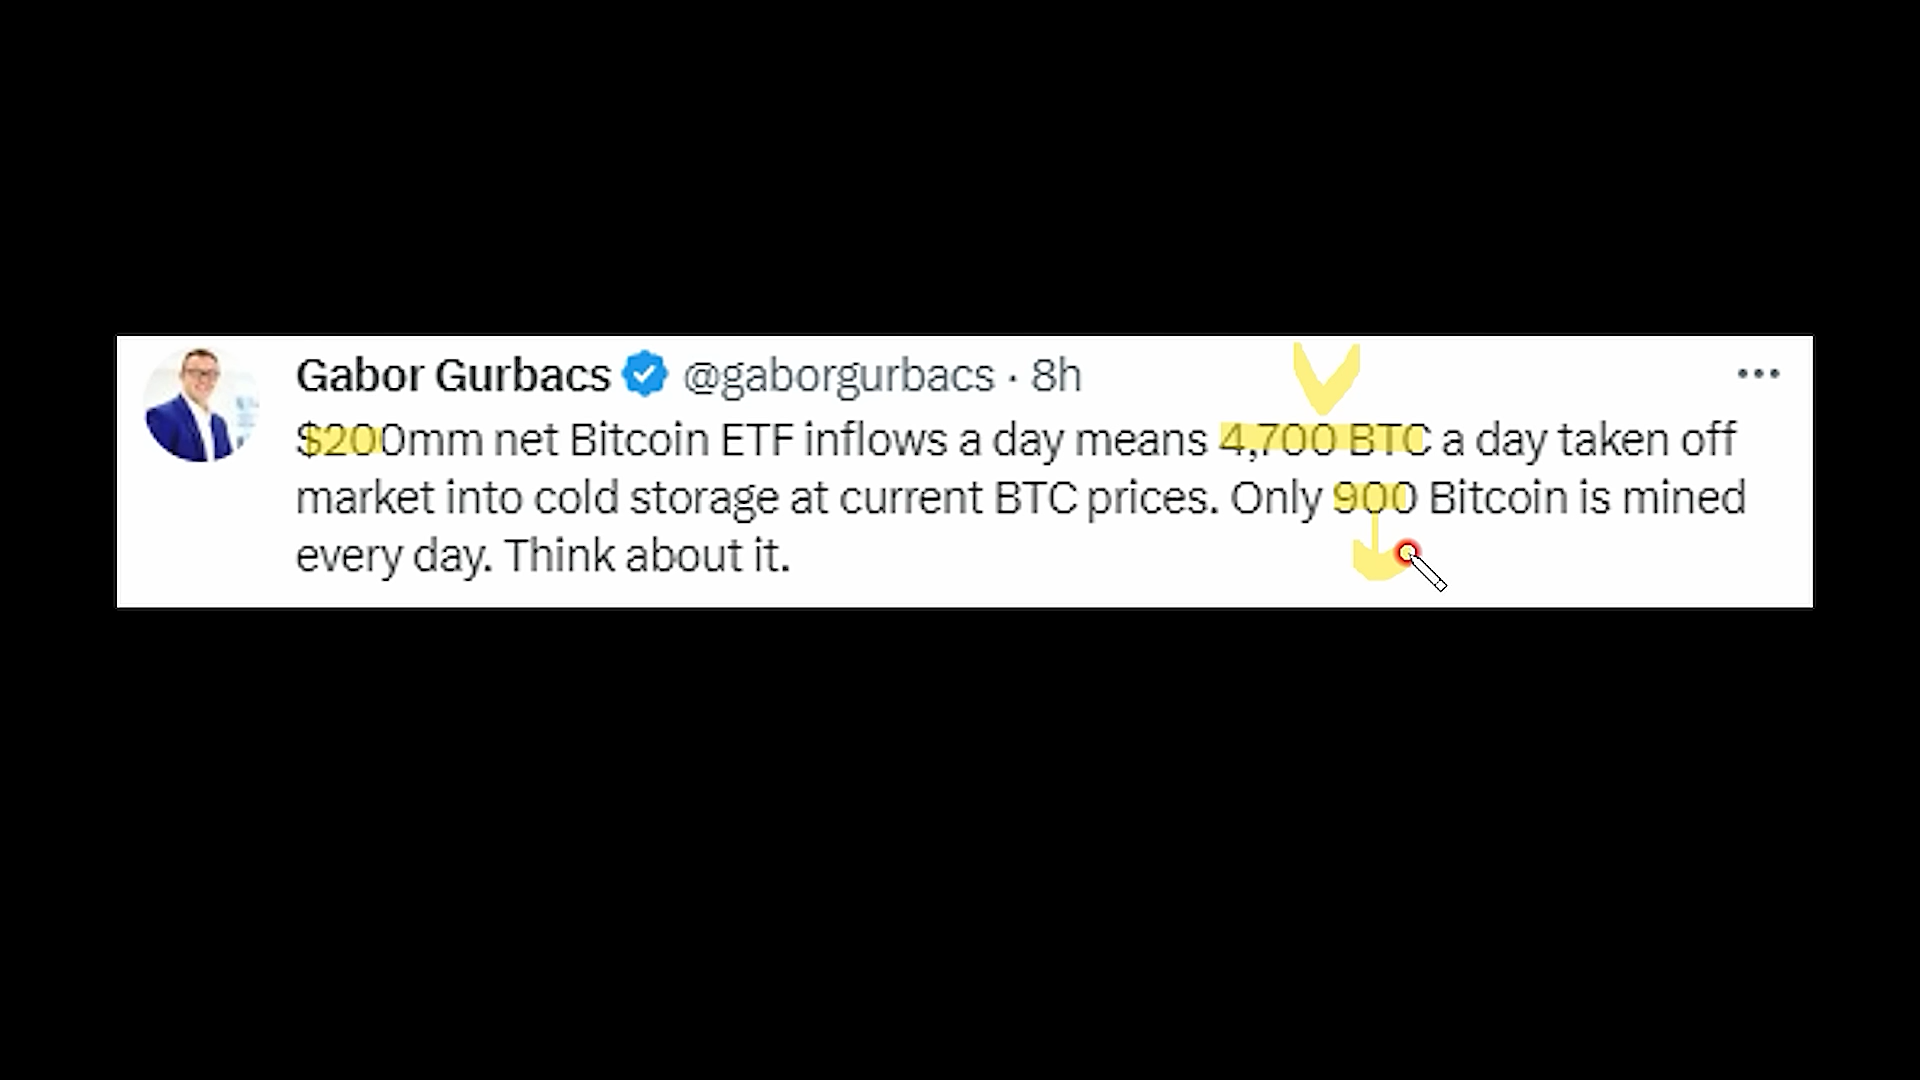 Gabor Gurbacs @gaborgurbacs · 8h
$200mm net Bitcoin ETF inflows a day means 4,700 BTC a day taken off
market into cold storage at current BTC prices. Only 900 Bitcoin is mined
every day. Think about it.